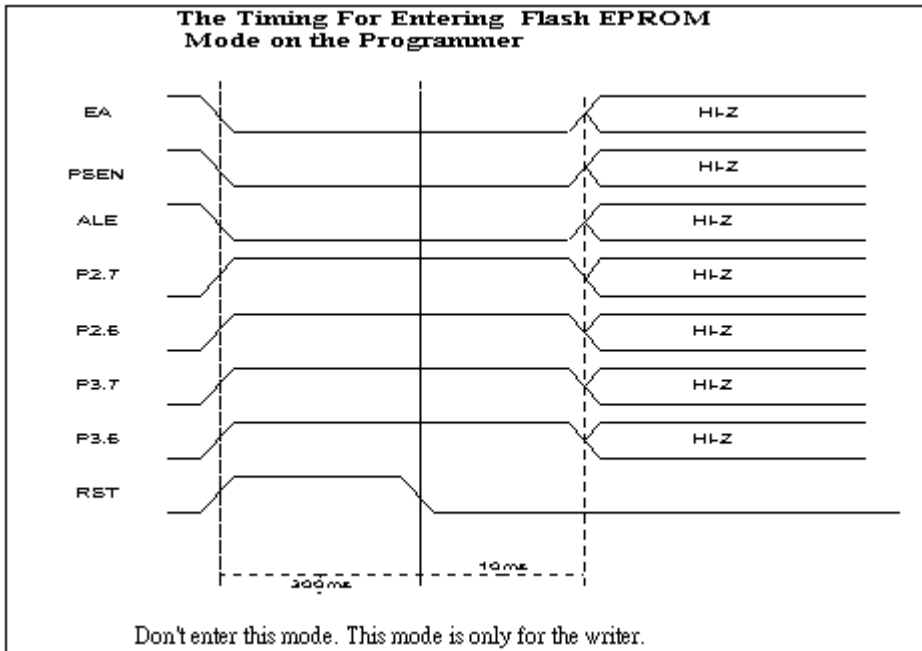 The Timing For Entering Flash EPROM
Mode on the Programmer
EA
HI-Z
PSEN
HI-Z
ALE
HI-Z
P2.7
HI-Z
P2.6
HI-Z
P3.7
HI-Z
P3.6
HI-Z
RST
10ms
300ms
Don't enter this mode. This mode is only for the writer.